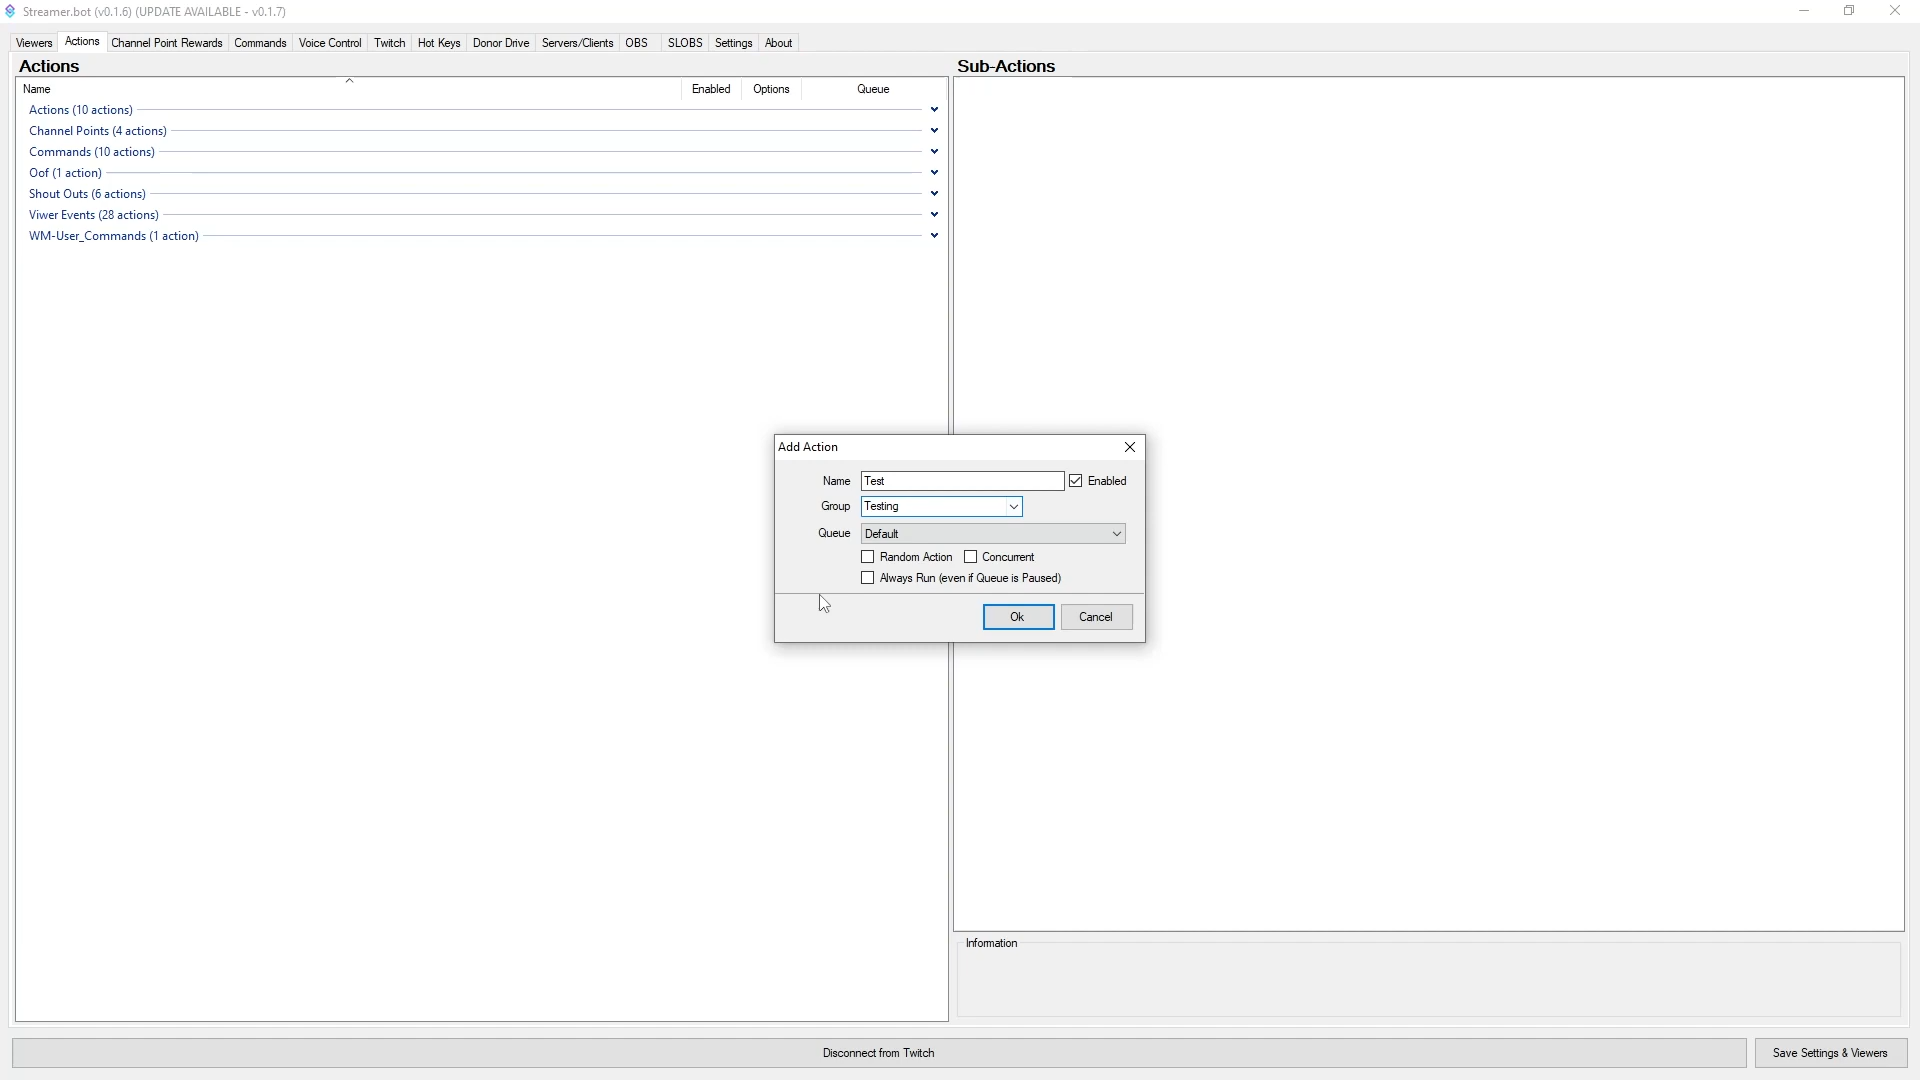 Streamer.bot (v0.1.6) (UPDATE AVAILABLE - v0.1.7)
Viewers Actions Channel Point Rewards Commands Voice Control Twitch Hot Keys Donor Drive Servers/Clients OBS SLOBS Settings About
Actions
Name Enabled Options Queue
Actions (10 actions)
Channel Points (4 actions)
Commands (10 actions)
Oof (1 action)
Shout Outs (6 actions)
Viwer Events (28 actions)
WM-User_Commands (1 action)
Sub-Actions
Add Action
Name Test Enabled
Group Testing
Queue Default
Random Action Concurrent
Always Run (even if Queue is Paused)
Ok Cancel
Information
Disconnect from Twitch Save Settings & Viewers